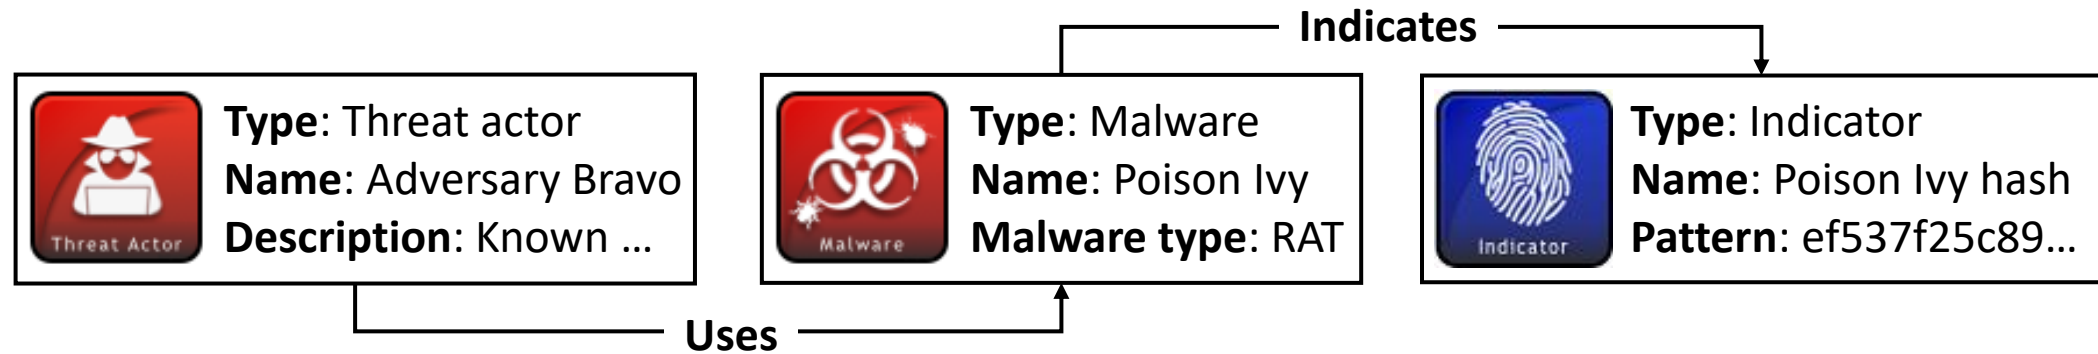 Indicates
Threat Actor
Type: Threat actor
Name: Adversary Bravo
Description: Known ...
Malware
Type: Malware
Name: Poison Ivy
Malware type: RAT
Indicator
Type: Indicator
Name: Poison Ivy hash
Pattern: ef537f25c89...
Uses